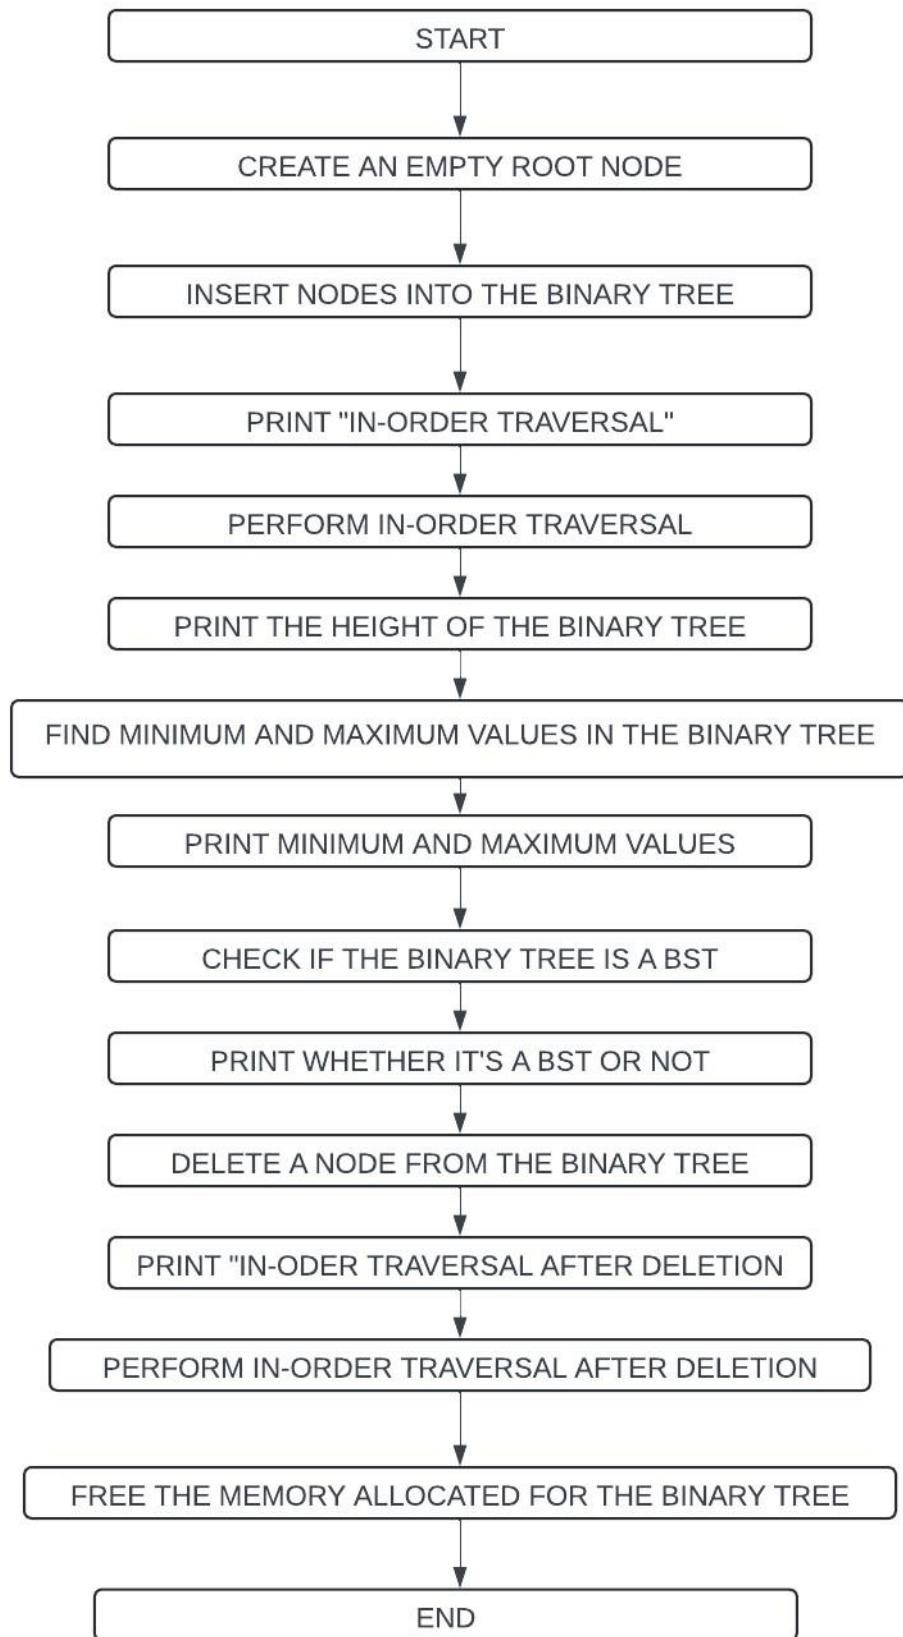 START
CREATE AN EMPTY ROOT NODE
INSERT NODES INTO THE BINARY TREE
PRINT "IN-ORDER TRAVERSAL"
PERFORM IN-ORDER TRAVERSAL
PRINT THE HEIGHT OF THE BINARY TREE
FIND MINIMUM AND MAXIMUM VALUES IN THE BINARY TREE
PRINT MINIMUM AND MAXIMUM VALUES
CHECK IF THE BINARY TREE IS A BST
PRINT WHETHER IT'S A BST OR NOT
DELETE A NODE FROM THE BINARY TREE
PRINT "IN-ODER TRAVERSAL AFTER DELETION
PERFORM IN-ORDER TRAVERSAL AFTER DELETION
FREE THE MEMORY ALLOCATED FOR THE BINARY TREE
END